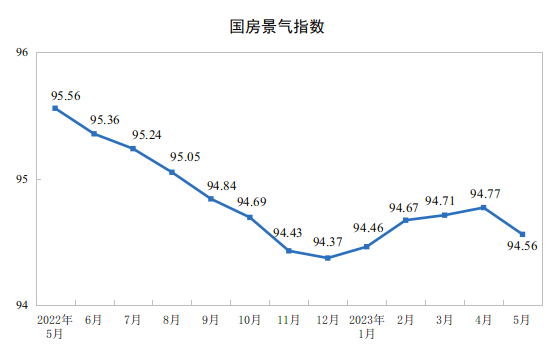 国房景气指数
96
95
94
95.56
95.36
95.24
95.05
94.84
94.69
94.43
94.37
94.46
94.67
94.71
94.77
94.56
2022年
5月
6月
7月
8月
9月
10月
11月
12月
2023年
1月
2月
3月
4月
5月